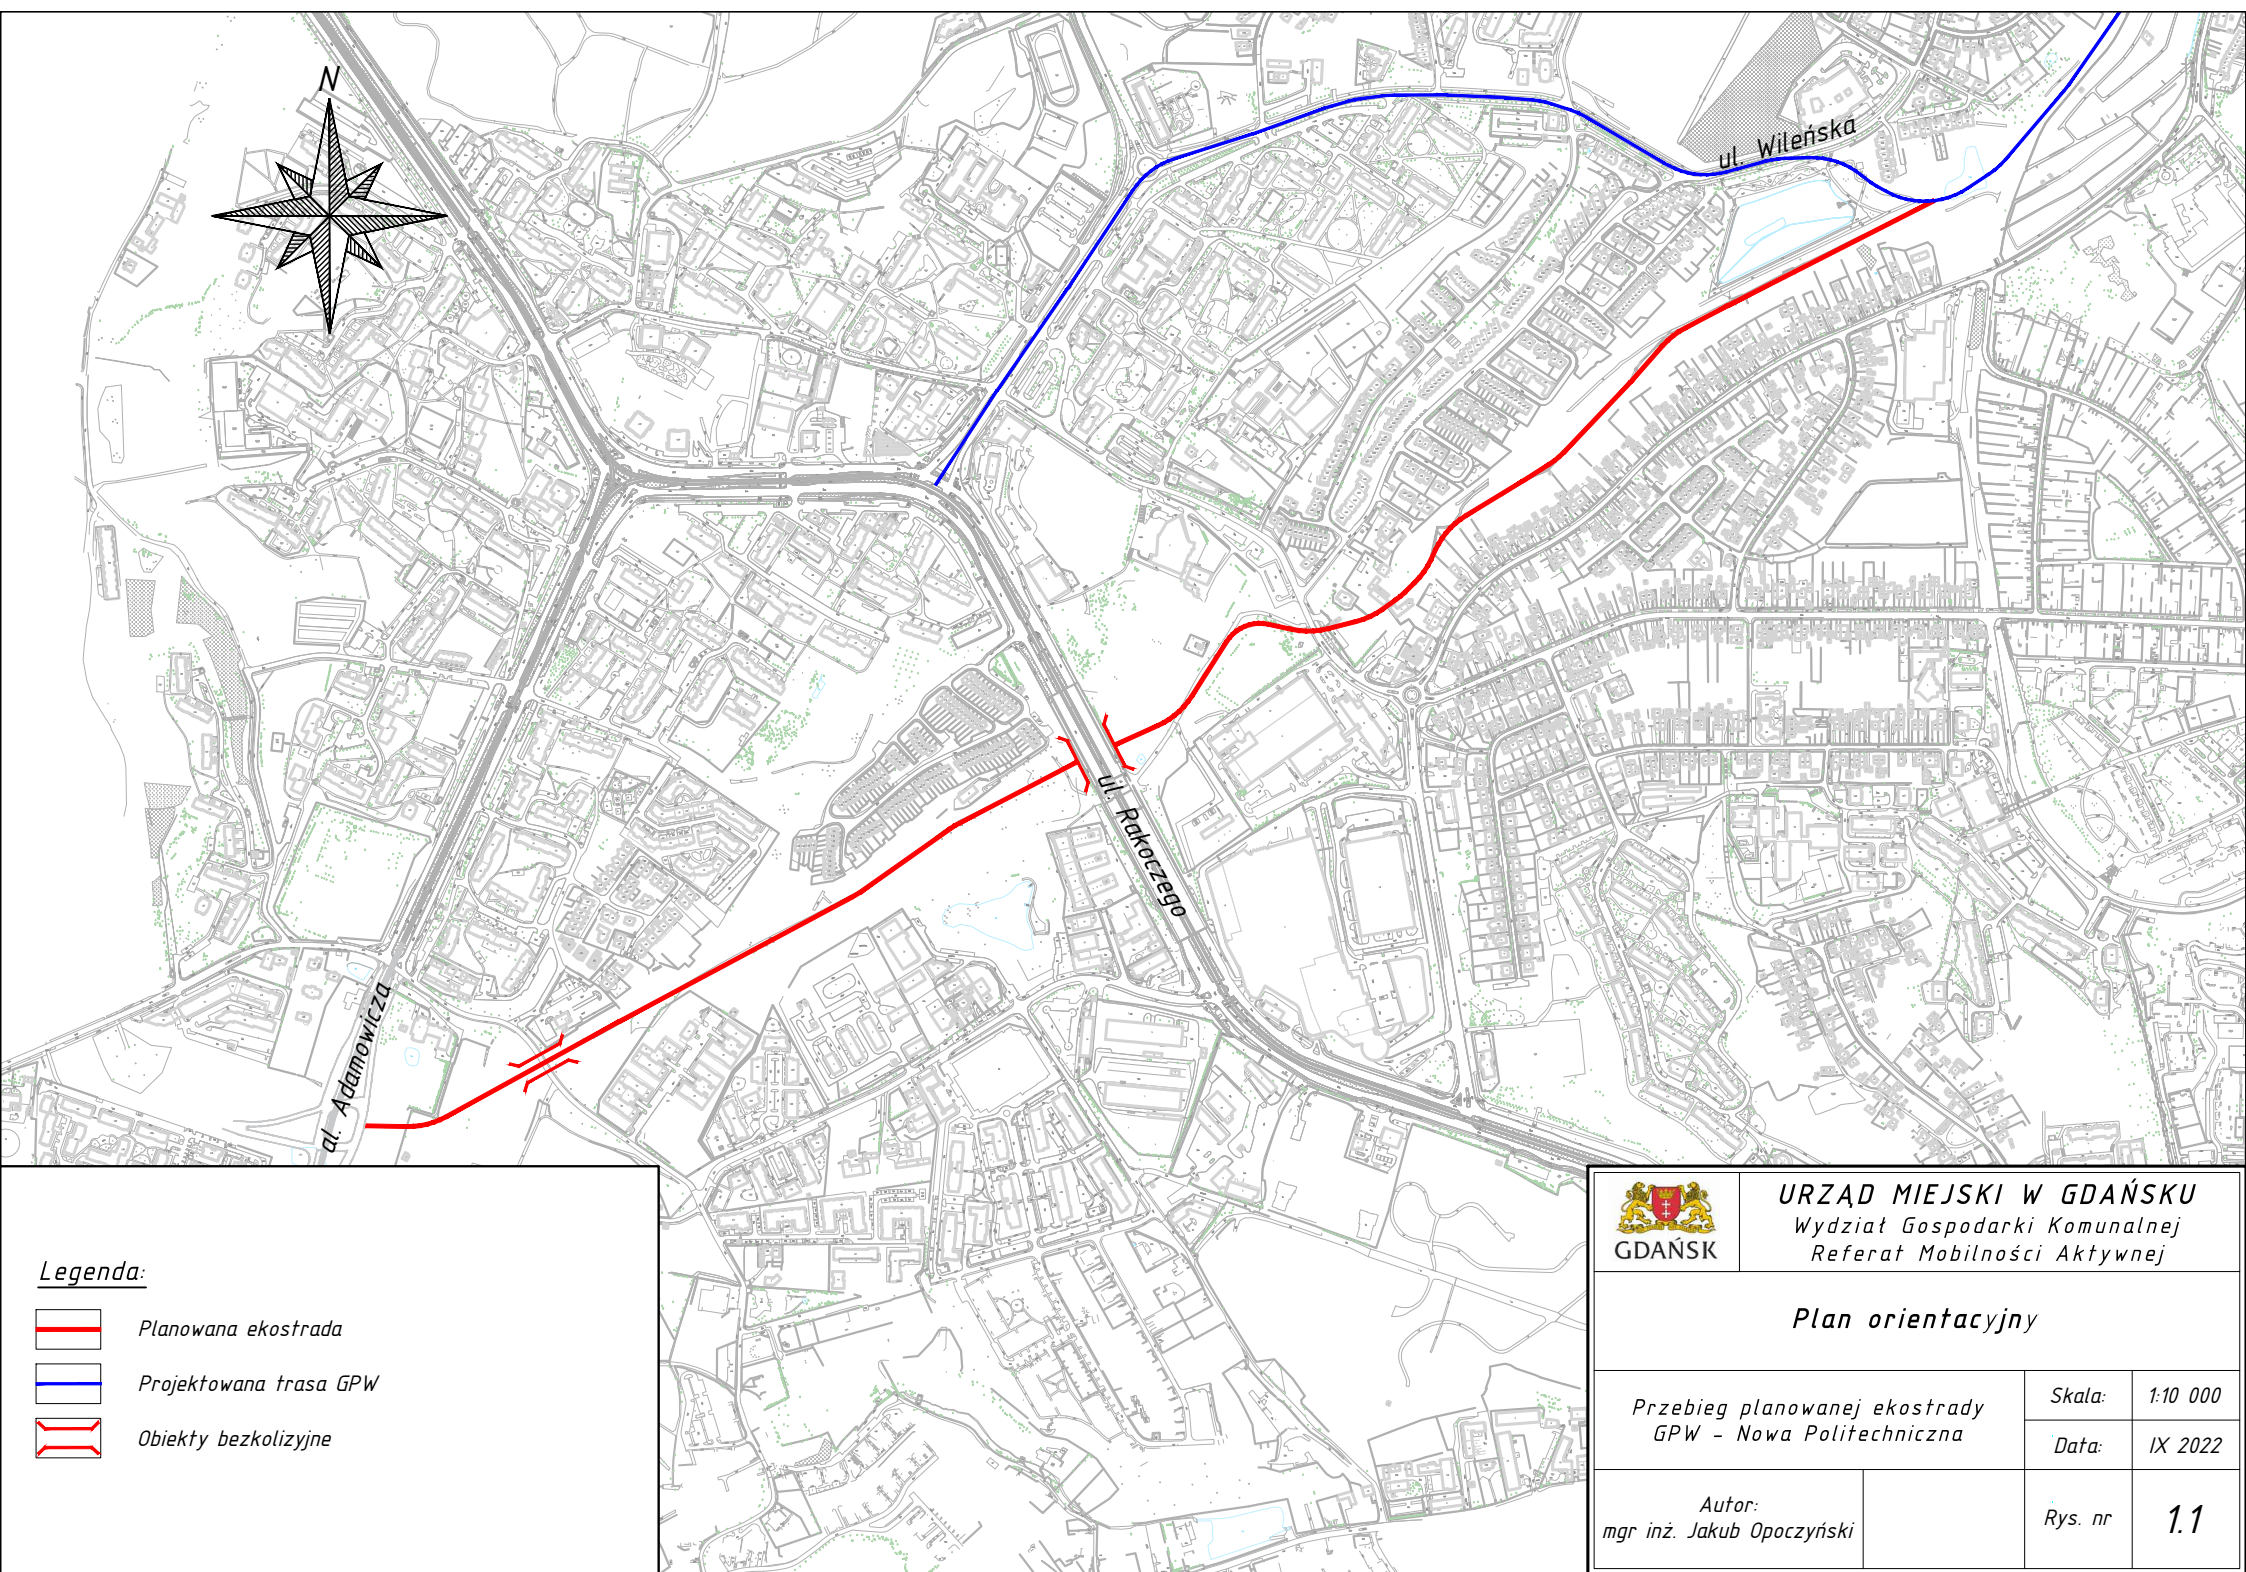 N
ul. Wileńska
ul. Rakoczego
al. Adamowicza
Legenda:
Planowana ekostrada
Projektowana trasa GPW
Obiekty bezkolizyjne
GDAŃSK
URZĄD MIEJSKI W GDAŃSKU
Wydział Gospodarki Komunalnej
Referat Mobilności Aktywnej
Plan orientacyjny
Przebieg planowanej ekostrady
GPW - Nowa Politechniczna
Skala:
1:10 000
Data:
IX 2022
Autor:
mgr inż. Jakub Opoczyński
Rys. nr
1.1